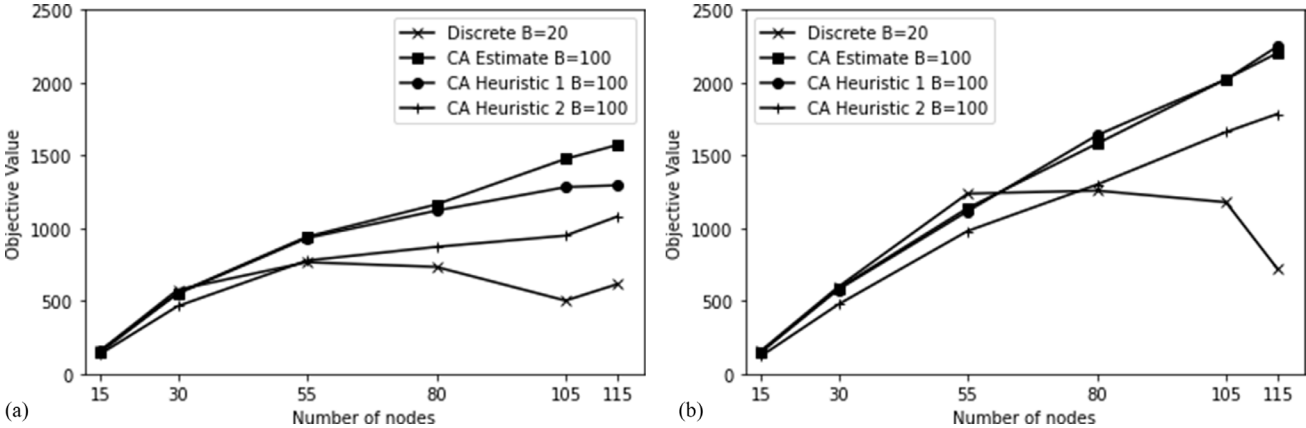 2500
2000
1500
1000
500
0
Objective Value
15 30 55 80 105 115
Number of nodes
Discrete B=20
CA Estimate B=100
CA Heuristic 1 B=100
CA Heuristic 2 B=100
(a)
2500
2000
1500
1000
500
0
Objective Value
15 30 55 80 105 115
Number of nodes
Discrete B=20
CA Estimate B=100
CA Heuristic 1 B=100
CA Heuristic 2 B=100
(b)